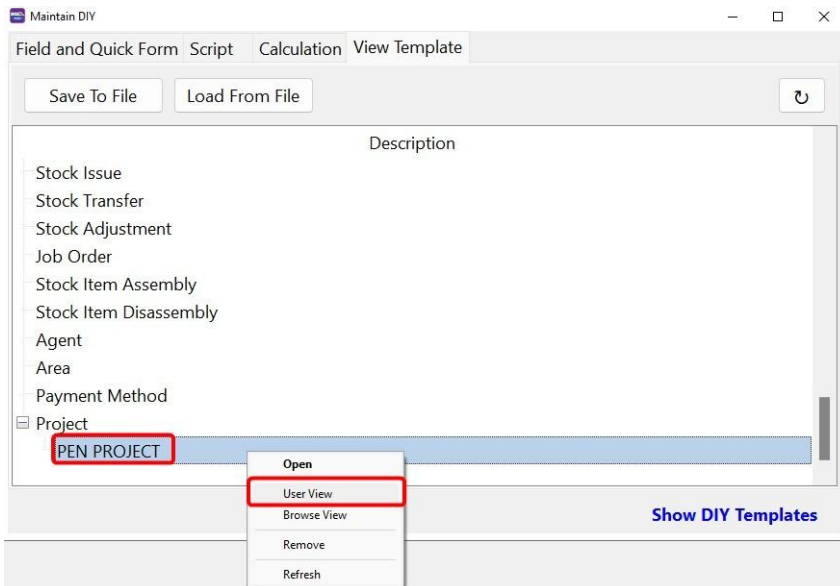 Maintain DIY
Field and Quick Form Script Calculation View Template
Save To File Load From File
Description
Stock Issue
Stock Transfer
Stock Adjustment
Job Order
Stock Item Assembly
Stock Item Disassembly
Agent
Area
Payment Method
Project
PEN PROJECT
Open
User View
Browse View
Remove
Refresh
Show DIY Templates